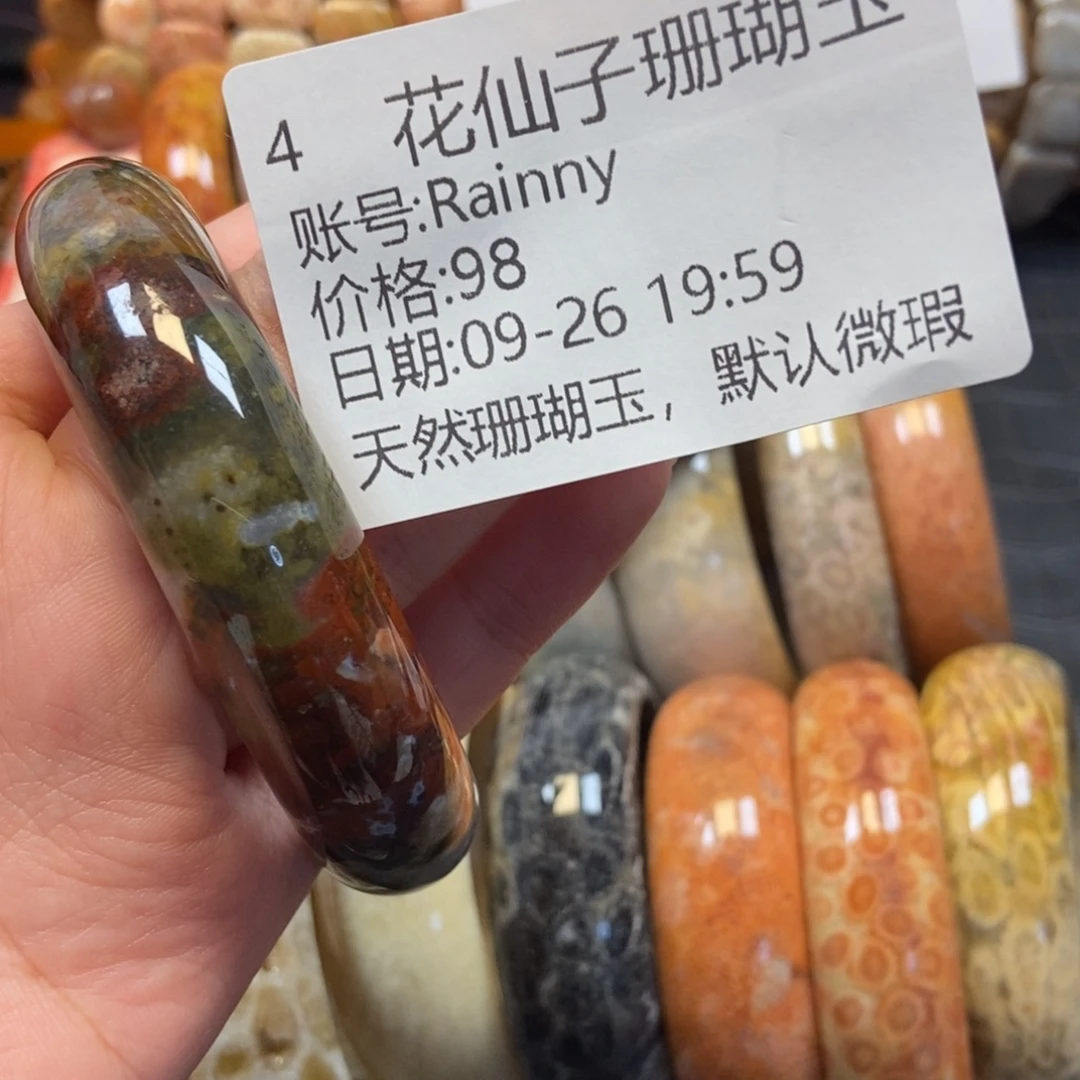 4 花仙子珊瑚玉
账号:Rainny
价格:98
日期:09-26 19:59
天然珊瑚玉, 默认微瑕